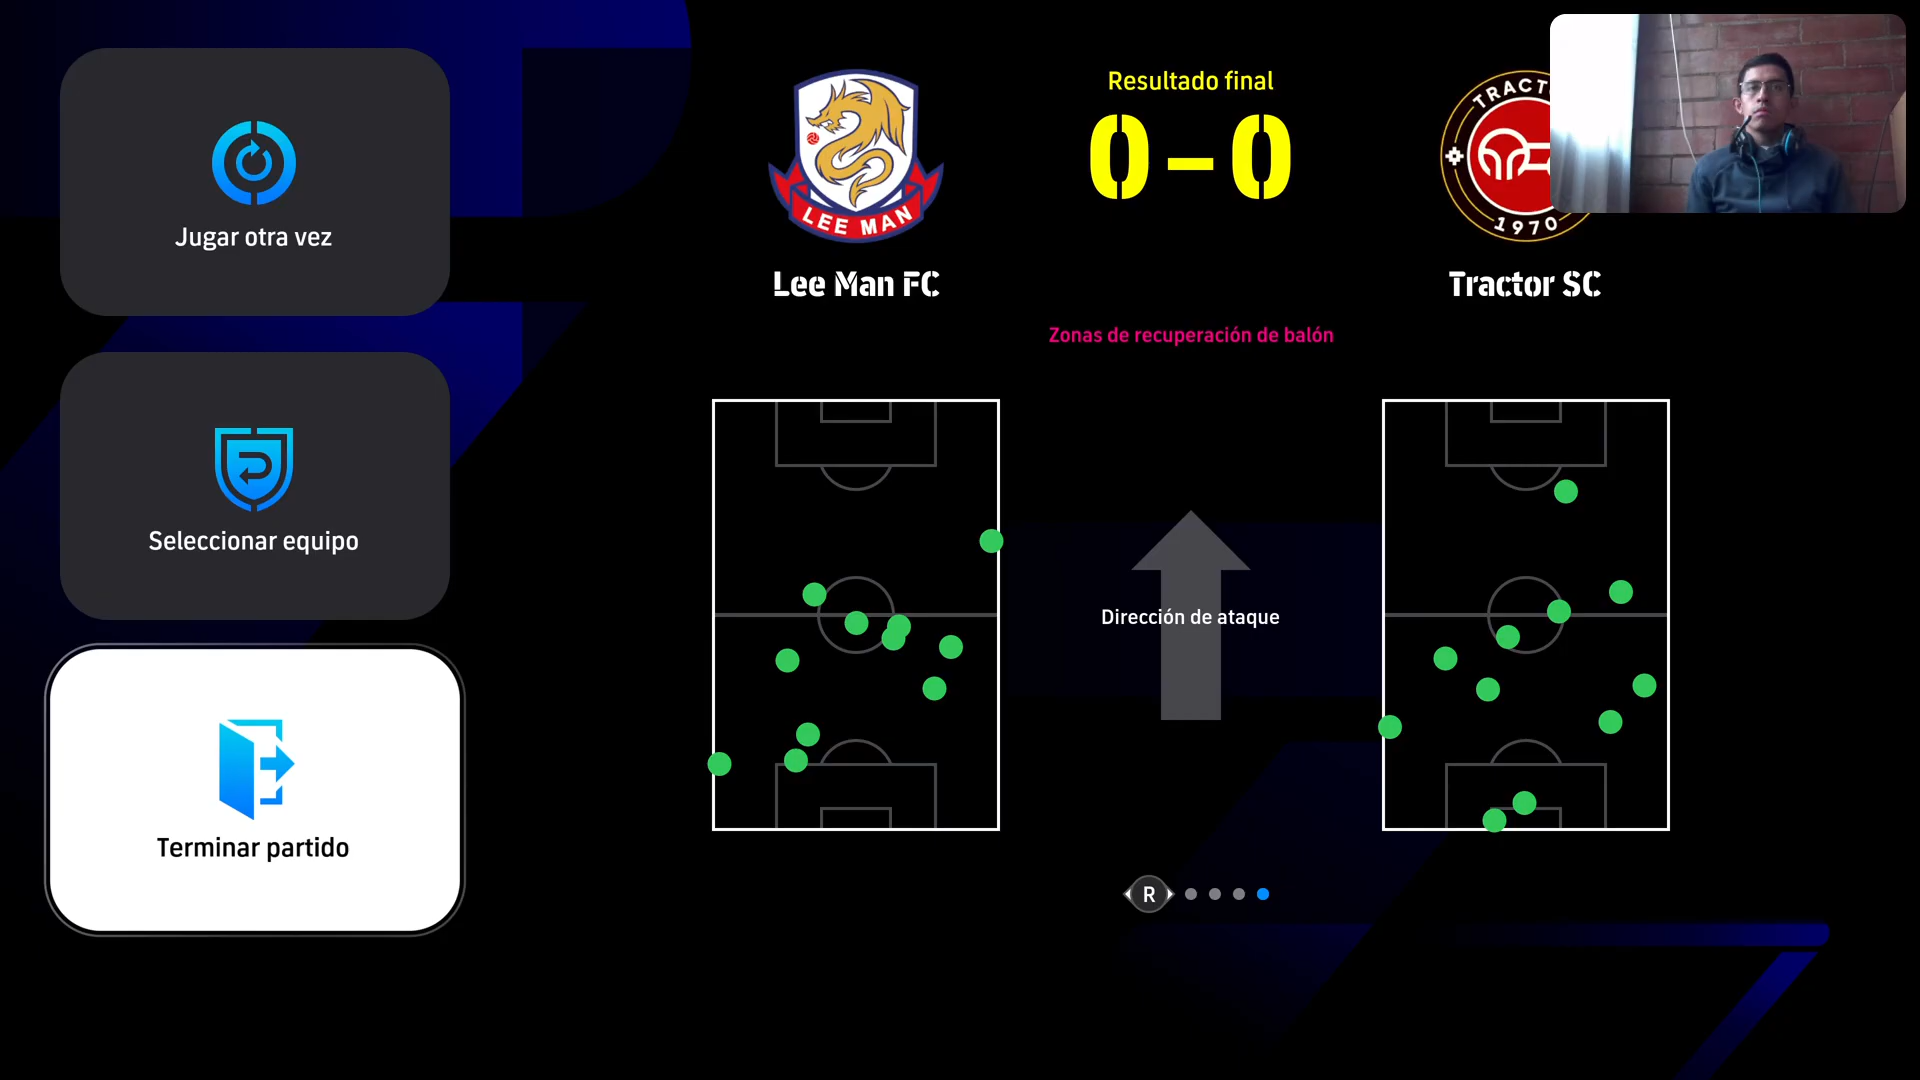 Jugar otra vez
Seleccionar equipo
Terminar partido
LEE MAN
Lee Man FC
Resultado final
0-0
1970
Tractor SC
Zonas de recuperación de balón
Dirección de ataque
R